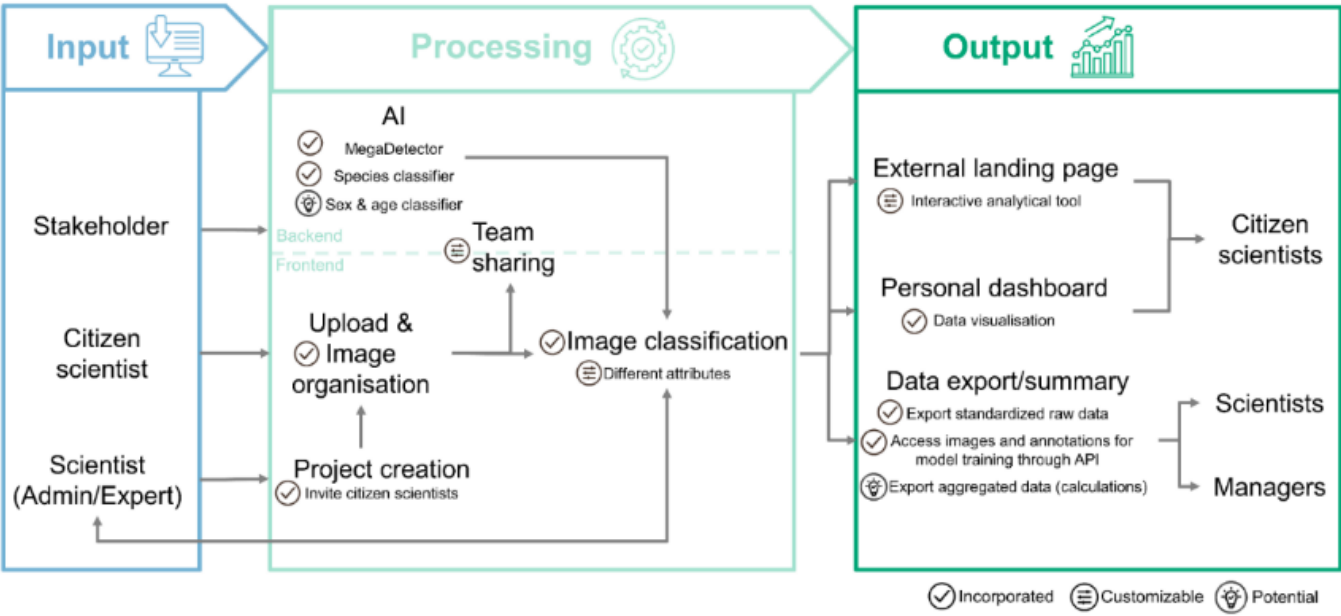 Input
Processing
Output
Stakeholder
Citizen
scientist
Scientist
(Admin/Expert)
AI
MegaDetector
Species classifier
Sex & age classifier
Backend
Frontend
Team
sharing
Upload &
Image
organisation
Image classification
Different attributes
Project creation
Invite citizen scientists
External landing page
Interactive analytical tool
Personal dashboard
Data visualisation
Data export/summary
Export standardized raw data
Access images and annotations for
model training through API
Export aggregated data (calculations)
Citizen
scientists
Scientists
Managers
Incorporated
Customizable
Potential